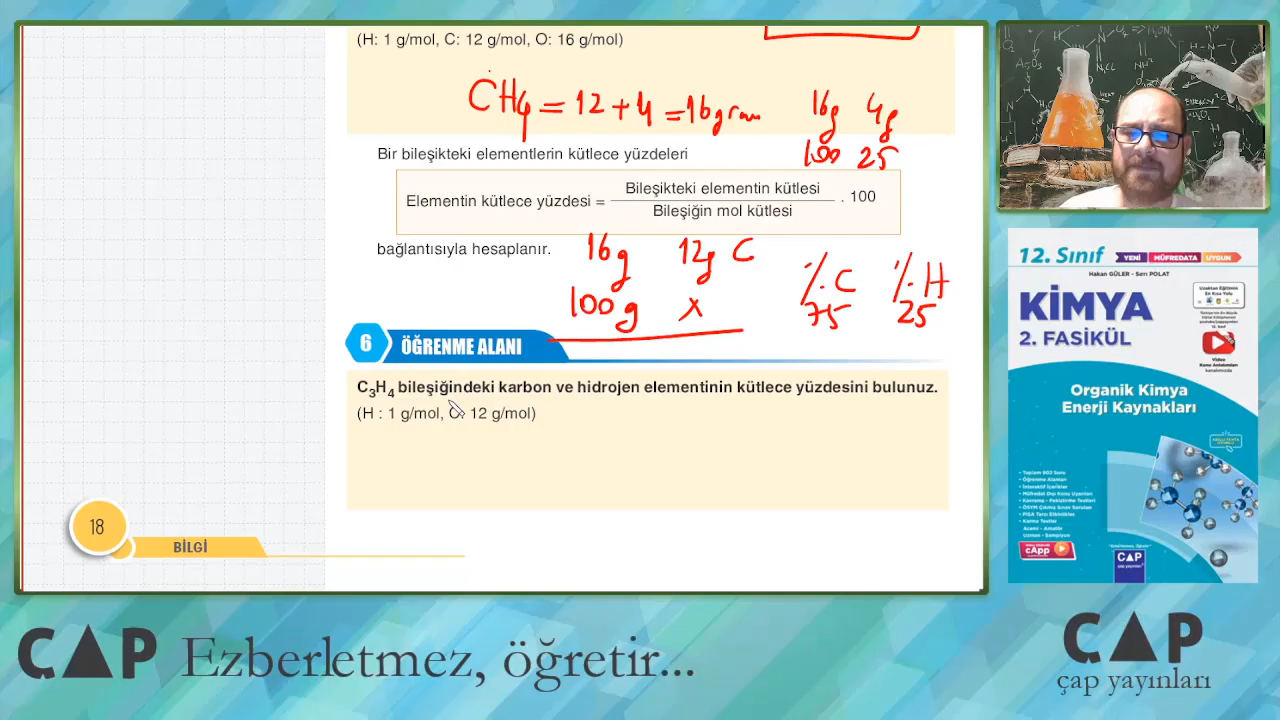 (H: 1 g/mol, C: 12 g/mol, O: 16 g/mol)
CH4 = 12 + 4 = 16 gram
16g 4g
100 25
Bir bileşikteki elementlerin kütlece yüzdeleri
Elementin kütlece yüzdesi = Bileşikteki elementin kütlesi / Bileşiğin mol kütlesi . 100
bağlantısıyla hesaplanır.
16g 12g C
100g x
%C %H
75 25
6 ÖĞRENME ALANI
C3H4 bileşiğindeki karbon ve hidrojen elementinin kütlece yüzdesini bulunuz.
(H : 1 g/mol, C: 12 g/mol)
18
BİLGİ
12. Sınıf YENİ MÜFREDATA UYGUN
Hakan GÜLER - Sırrı POLAT
KİMYA
2. FASİKÜL
Organik Kimya
Enerji Kaynakları
ÇAP
çap yayınları
ÇAP Ezberletmez, öğretir...
ÇAP
çap yayınları